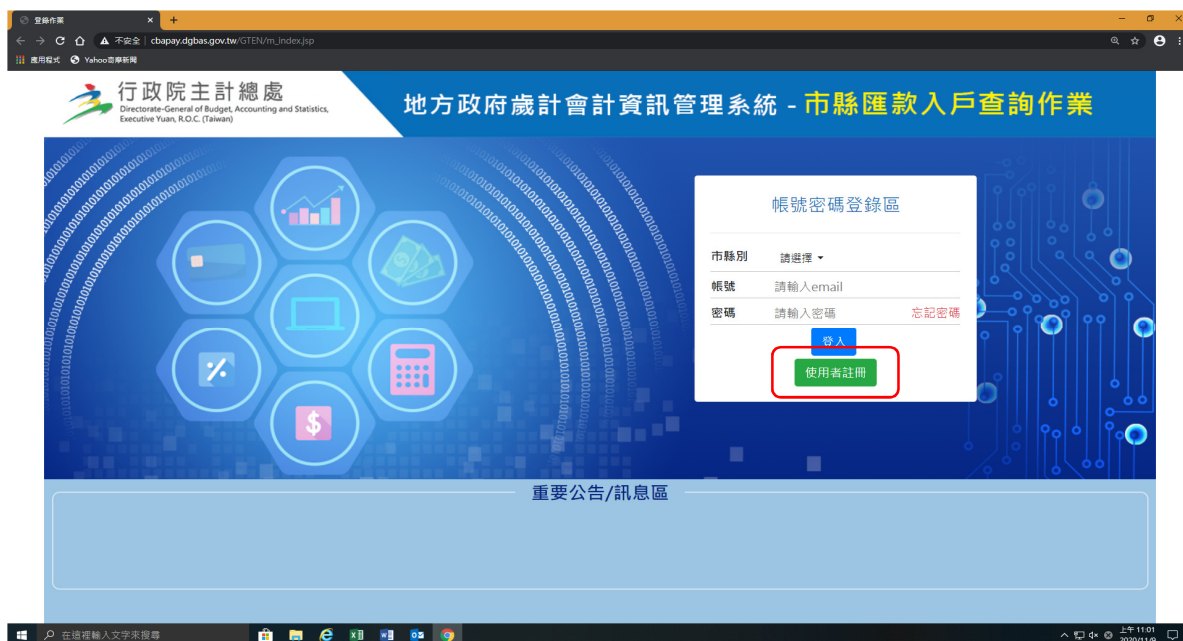 登錄作業
不安全 | cbapay.dgbas.gov.tw/GTEN/m_index.jsp
應用程式 Yahoo奇摩新聞
行政院主計總處
Directorate-General of Budget, Accounting and Statistics,
Executive Yuan, R.O.C. (Taiwan)
地方政府歲計會計資訊管理系統 - 市縣匯款入戶查詢作業
帳號密碼登錄區
市縣別 請選擇
帳號 請輸入email
密碼 請輸入密碼 忘記密碼
登入
使用者註冊
重要公告/訊息區
在這裡輸入文字來搜尋
上午 11:01
2020/11/9